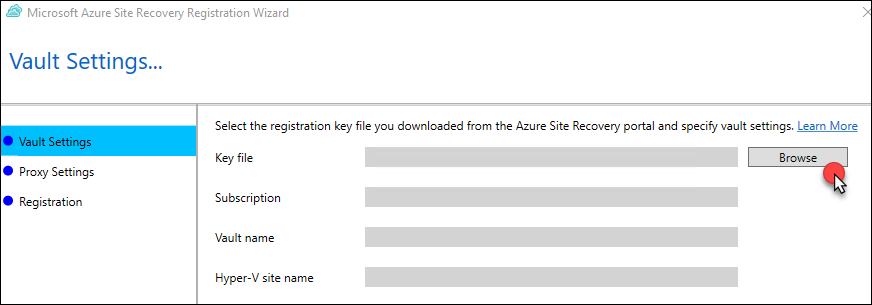 Microsoft Azure Site Recovery Registration Wizard
Vault Settings...
Select the registration key file you downloaded from the Azure Site Recovery portal and specify vault settings. Learn More
Vault Settings
Key file
Browse
Proxy Settings
Subscription
Registration
Vault name
Hyper-V site name